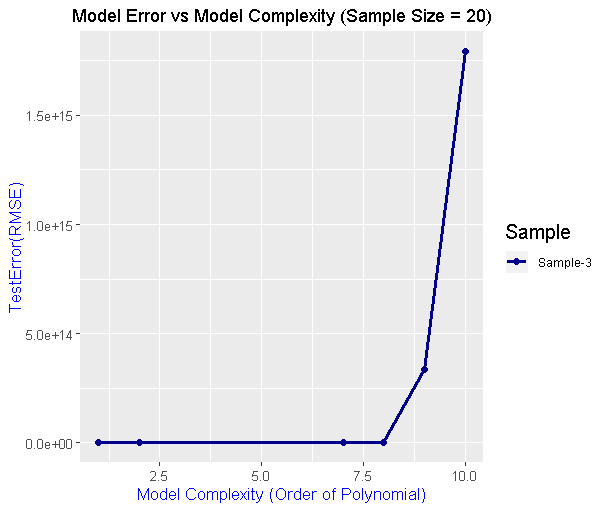 Model Error vs Model Complexity (Sample Size = 20)
TestError(RMSE)
1.5e+15
1.0e+15
5.0e+14
0.0e+00
2.5 5.0 7.5 10.0
Model Complexity (Order of Polynomial)
Sample
Sample-3